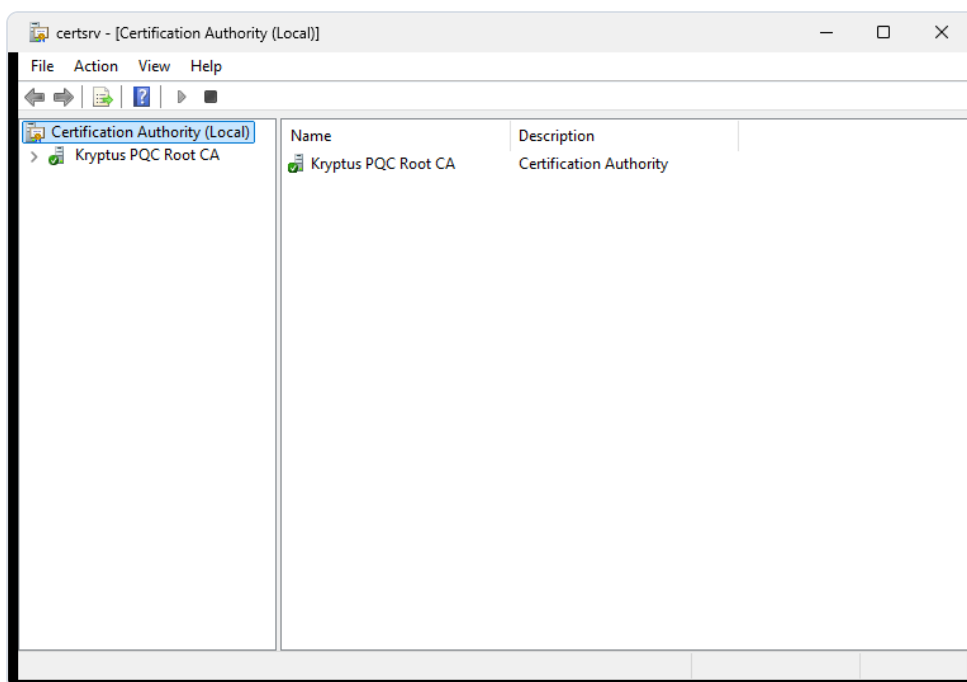 certsrv - [Certification Authority (Local)]
File Action View Help
Certification Authority (Local)
Kryptus PQC Root CA
Name Description
Kryptus PQC Root CA Certification Authority